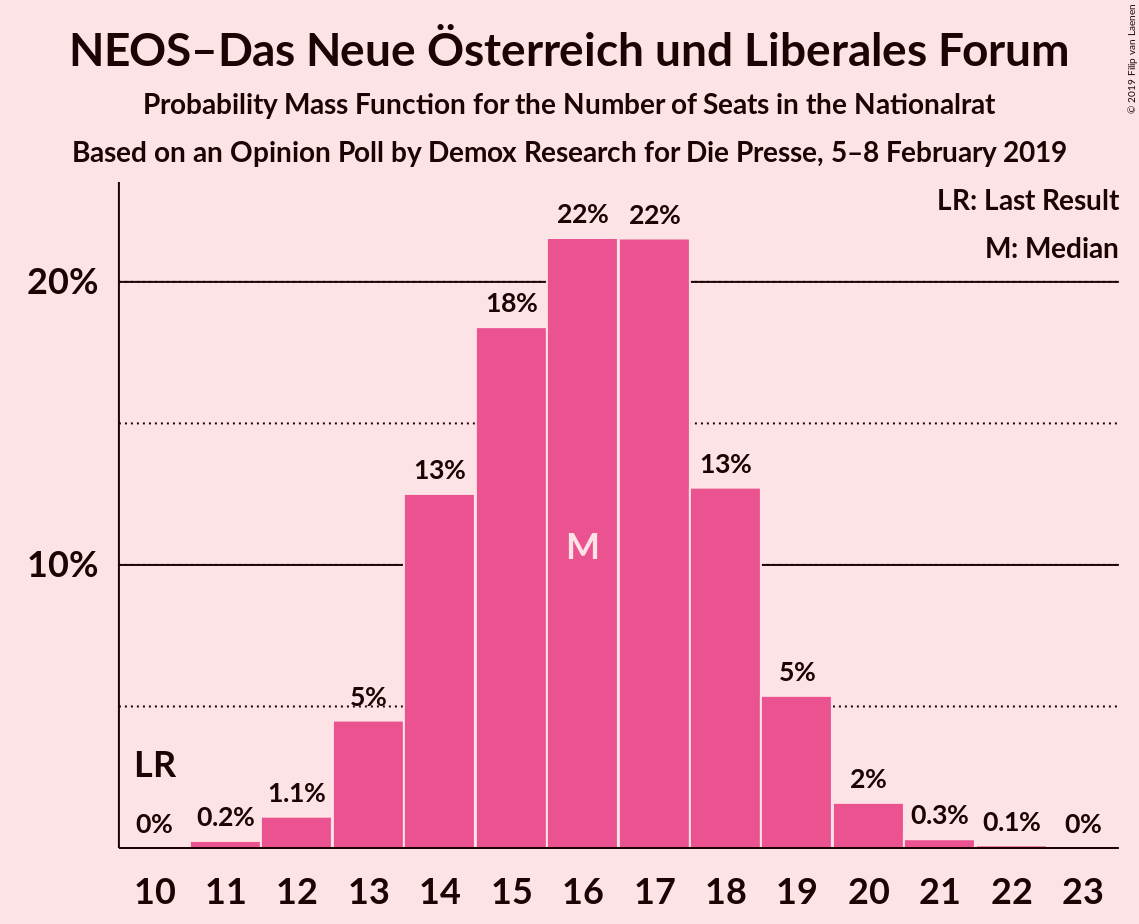 NEOS–Das Neue Österreich und Liberales Forum
Probability Mass Function for the Number of Seats in the Nationalrat
Based on an Opinion Poll by Demox Research for Die Presse, 5–8 February 2019
© 2019 Filip van Laenen
LR: Last Result
M: Median
20%
10%
LR
0%
0.2%
1.1%
5%
13%
18%
22%
22%
13%
5%
2%
0.3%
0.1%
0%
M
10 11 12 13 14 15 16 17 18 19 20 21 22 23